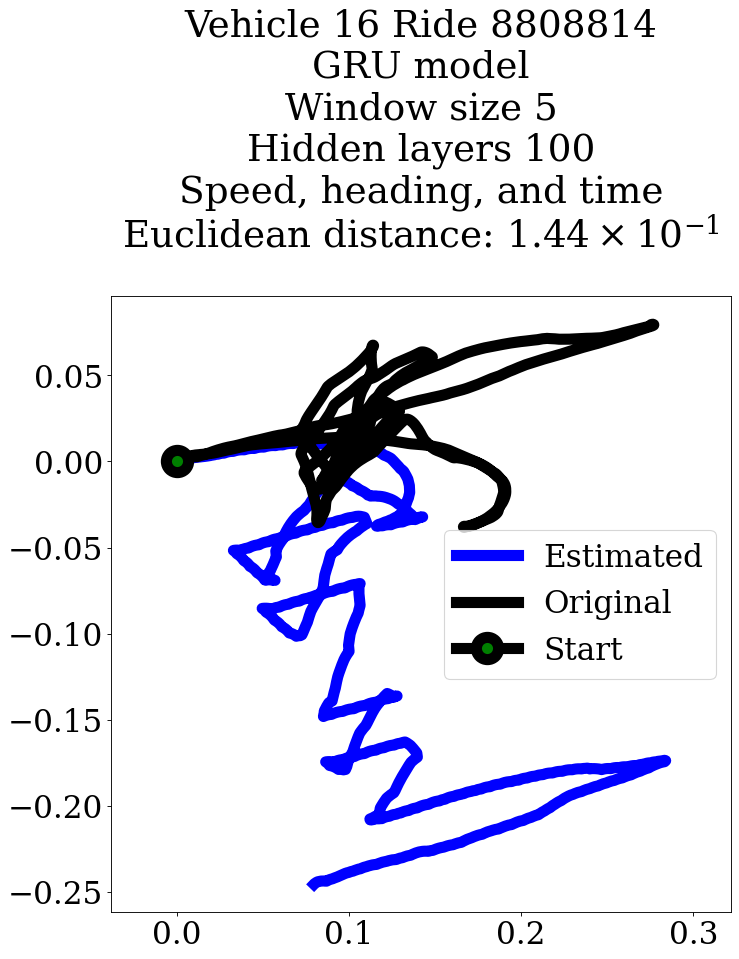 Vehicle 16 Ride 8808814
GRU model
Window size 5
Hidden layers 100
Speed, heading, and time
Euclidean distance: 1.44 × 10⁻¹
0.05
0.00
−0.05
−0.10
−0.15
−0.20
−0.25
Estimated
Original
Start
0.0 0.1 0.2 0.3